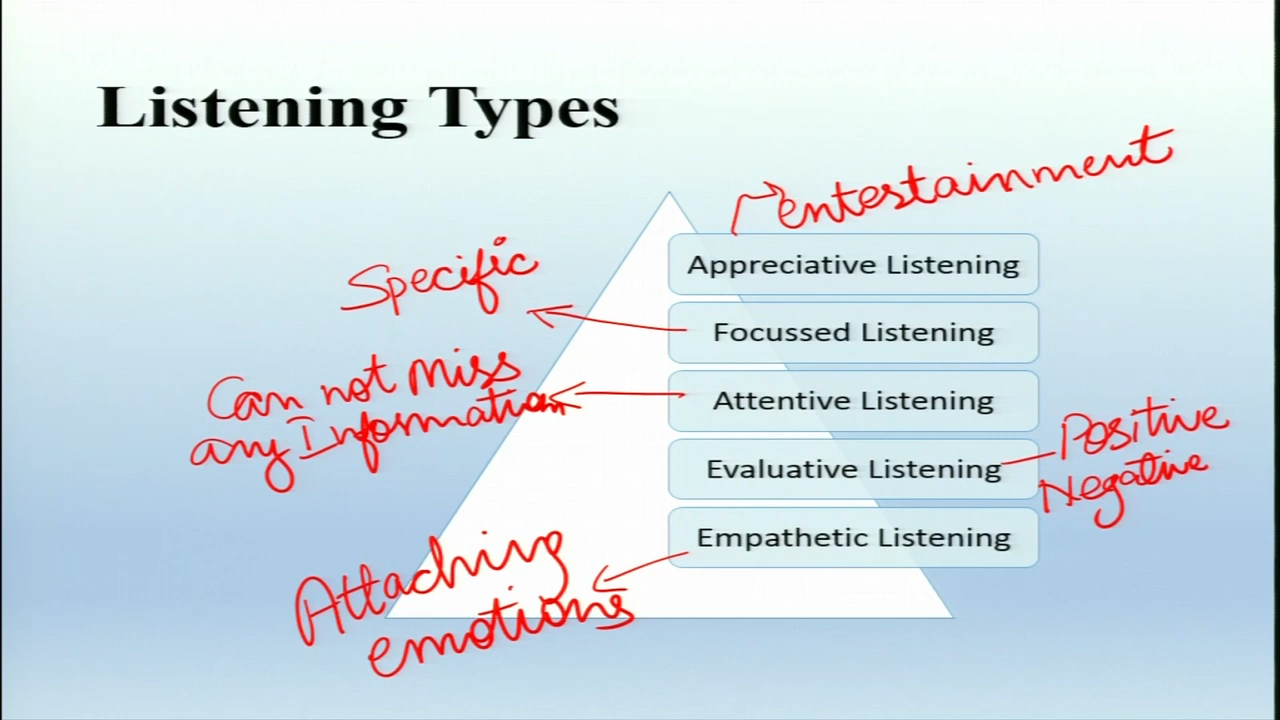 Listening Types
entertainment
Appreciative Listening
Specific
Focussed Listening
Can not Miss
any Information
Attentive Listening
Evaluative Listening
Positive
Negative
Empathetic Listening
Attaching
emotions